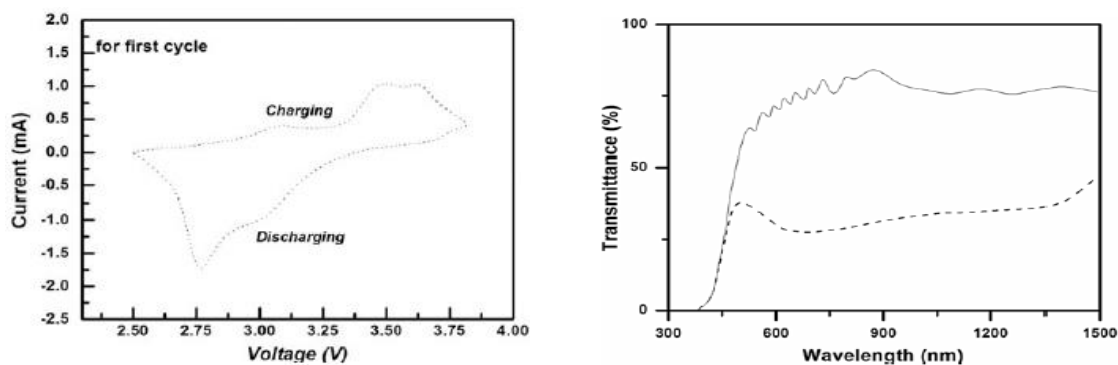 2.0
1.5
1.0
0.5
0.0
-0.5
-1.0
-1.5
-2.0
-2.5
Current (mA)
for first cycle
Charging
Discharging
2.50 2.75 3.00 3.25 3.50 3.75 4.00
Voltage (V)
100
50
0
Transmittance (%)
300 600 900 1200 1500
Wavelength (nm)